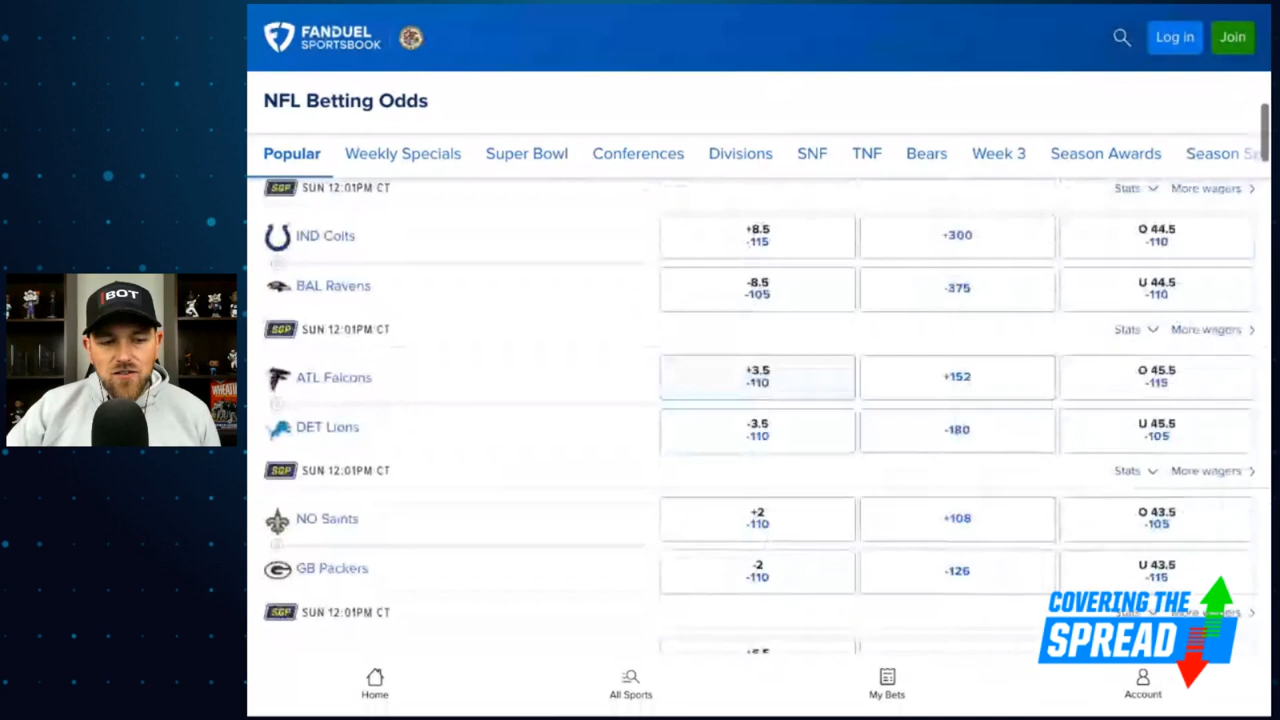 FANDUEL
SPORTSBOOK
Log in
Join
NFL Betting Odds
Popular
Weekly Specials
Super Bowl
Conferences
Divisions
SNF
TNF
Bears
Week 3
Season Awards
Season
SGP SUN 12:01PM CT
Stats
More wagers
IND Colts
+8.5
-115
+300
O 44.5
-110
BAL Ravens
-8.5
-105
-375
U 44.5
-110
SGP SUN 12:01PM CT
Stats
More wagers
ATL Falcons
+3.5
-110
+152
O 45.5
-115
DET Lions
-3.5
-110
-180
U 45.5
-105
SGP SUN 12:01PM CT
Stats
More wagers
NO Saints
+2
-110
+108
O 43.5
-105
GB Packers
-2
-110
-126
U 43.5
-115
SGP SUN 12:01PM CT
COVERING THE
SPREAD
Home
All Sports
My Bets
Account
BOT
WHEATIES